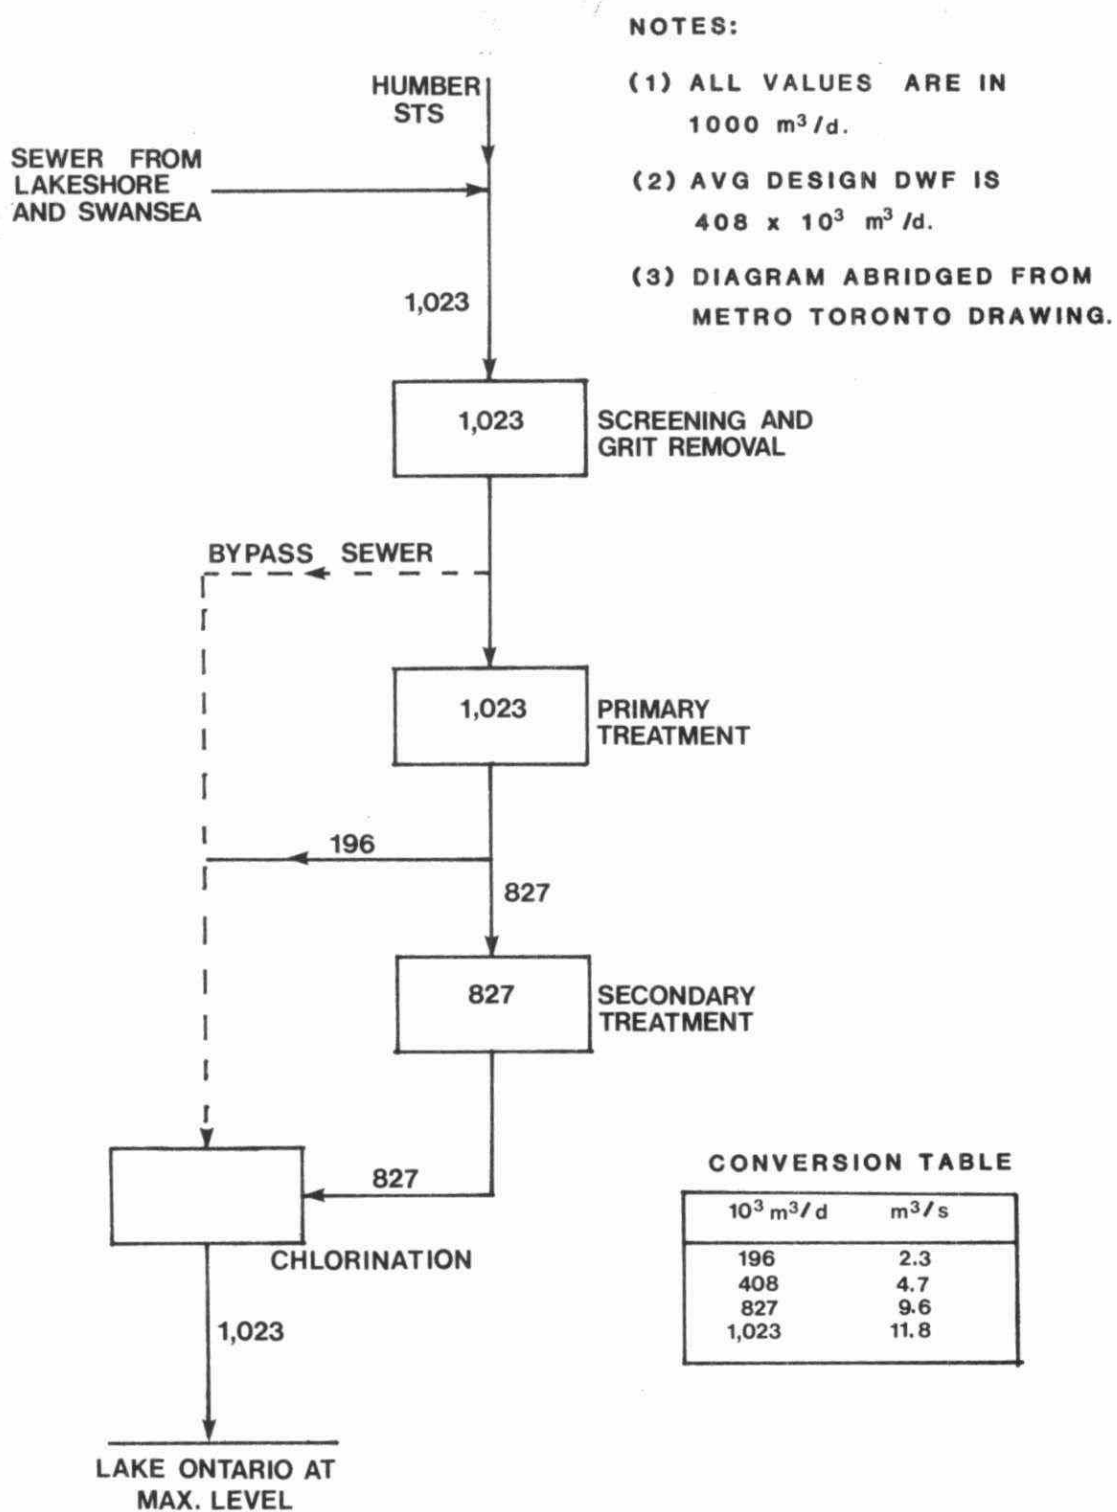 NOTES:
(1) ALL VALUES ARE IN
1000 m³/d.
(2) AVG DESIGN DWF IS
408 x 10³ m³/d.
(3) DIAGRAM ABRIDGED FROM
METRO TORONTO DRAWING.
HUMBER
STS
SEWER FROM
LAKESHORE
AND SWANSEA
1,023
1,023
SCREENING AND
GRIT REMOVAL
BYPASS SEWER
1,023
PRIMARY
TREATMENT
196
827
827
SECONDARY
TREATMENT
827
CHLORINATION
1,023
LAKE ONTARIO AT
MAX. LEVEL
CONVERSION TABLE
10³ m³/d m³/s
196 2.3
408 4.7
827 9.6
1,023 11.8